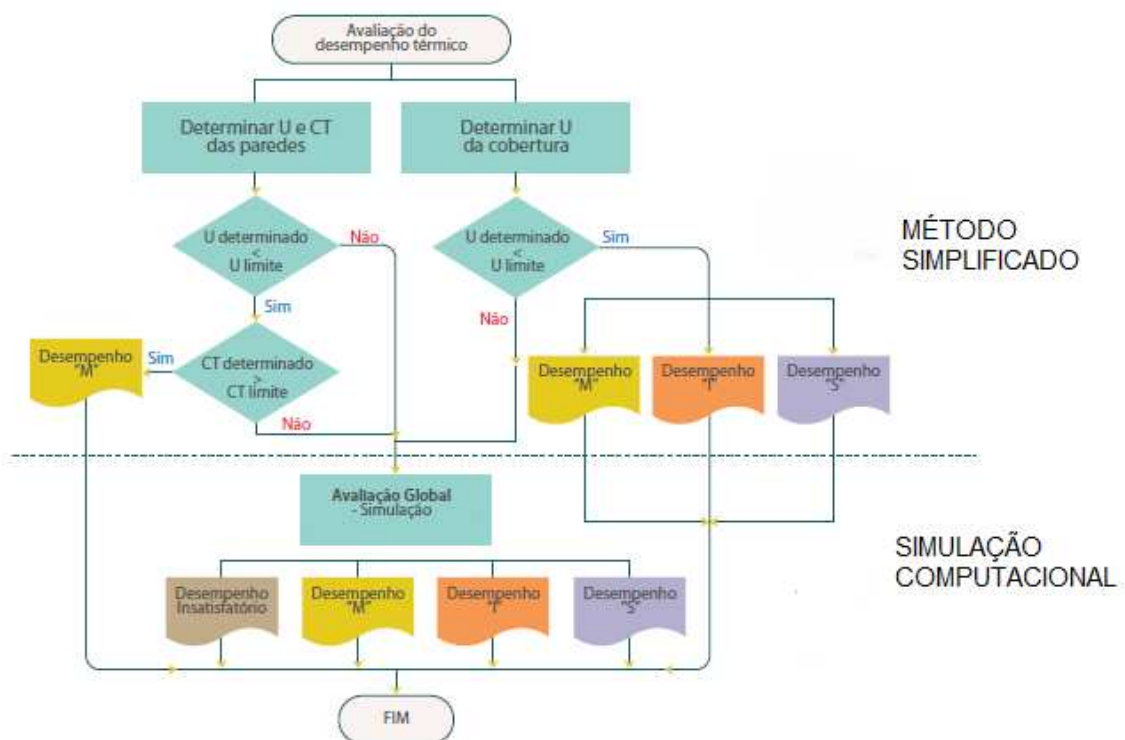 Avaliação do
desempenho térmico
Determinar U e CT
das paredes
Determinar U
da cobertura
U determinado
<
U limite
Não
U determinado
<
U limite
Sim
MÉTODO
SIMPLIFICADO
Sim
Não
Desempenho
"M"
Sim
CT determinado
>
CT límite
Não
Desempenho
"M"
Desempenho
"I"
Desempenho
"S"
Avaliação Global
- Simulação
SIMULAÇÃO
COMPUTACIONAL
Desempenho
Insatisfatório
Desempenho
"M"
Desempenho
"I"
Desempenho
"S"
FIM